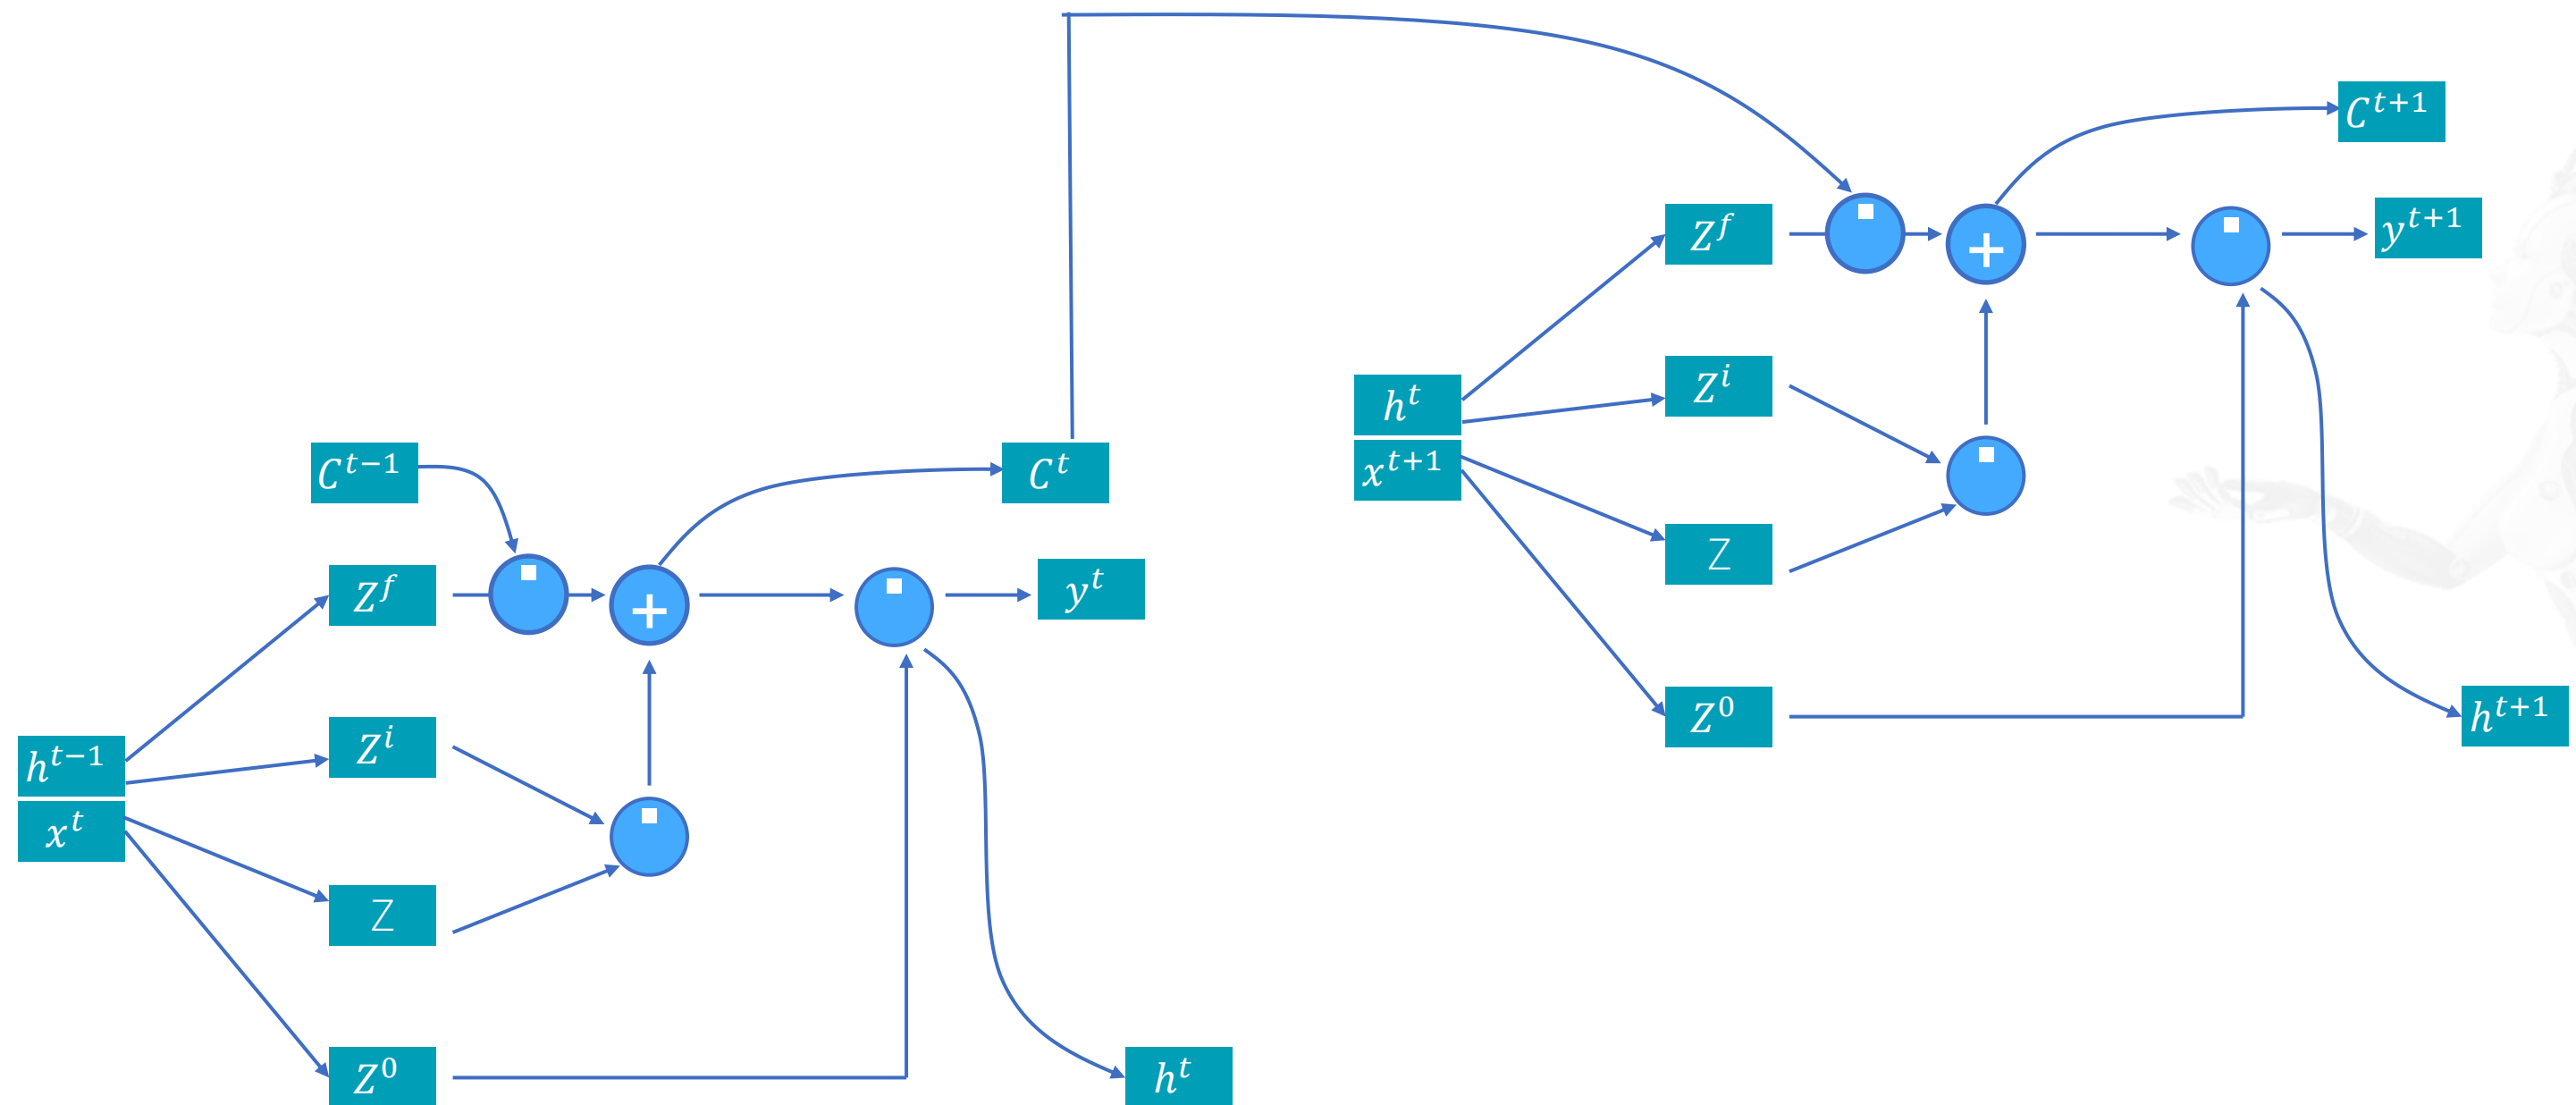 C^{t-1}
Z^f
h^{t-1}
x^t
Z^i
Z
Z^0
+
C^t
y^t
h^t
h^t
x^{t+1}
Z^f
Z^i
Z
Z^0
+
C^{t+1}
y^{t+1}
h^{t+1}